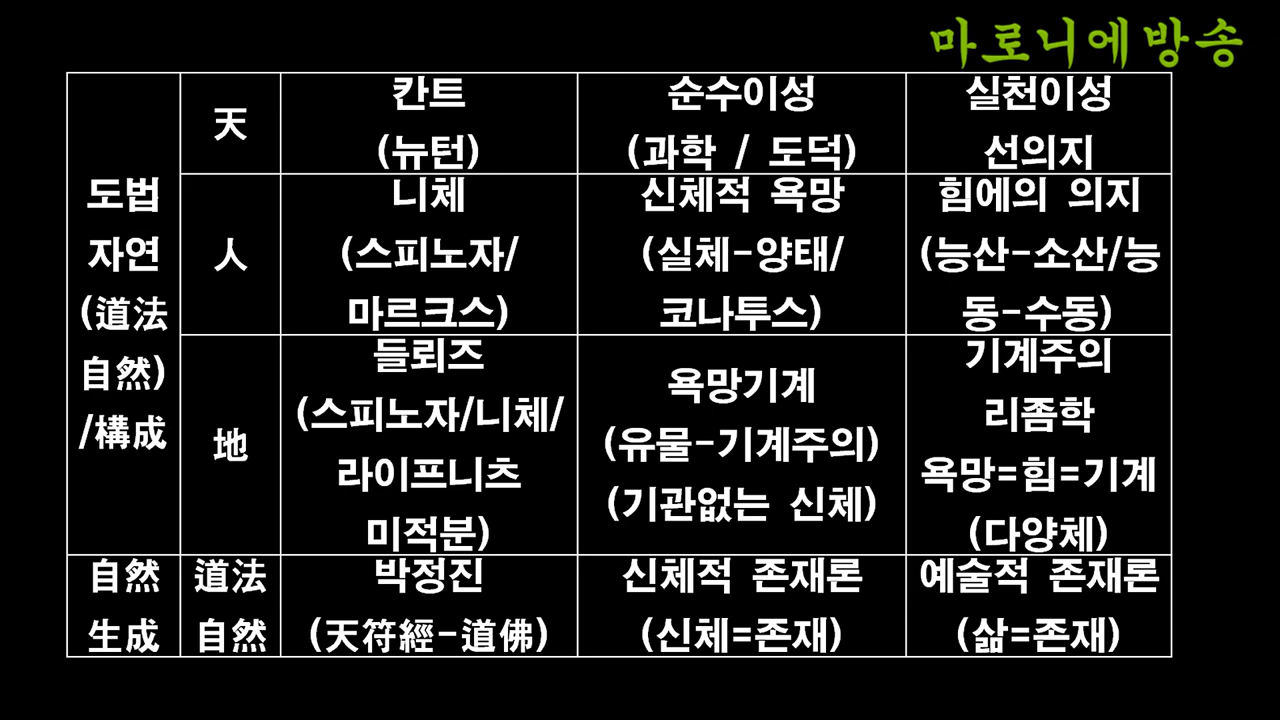 마로니에방송
도법
자연
(道法
自然)
/構成
天
칸트
(뉴턴)
순수이성
(과학 / 도덕)
실천이성
선의지
人
니체
(스피노자/
마르크스)
신체적 욕망
(실체-양태/
코나투스)
힘에의 의지
(능산-소산/능
동-수동)
地
들뢰즈
(스피노자/니체/
라이프니츠
미적분)
욕망기계
(유물-기계주의)
(기관없는 신체)
기계주의
리좀학
욕망=힘=기계
(다양체)
自然
生成
道法
自然
박정진
(天符經-道佛)
신체적 존재론
(신체=존재)
예술적 존재론
(삶=존재)